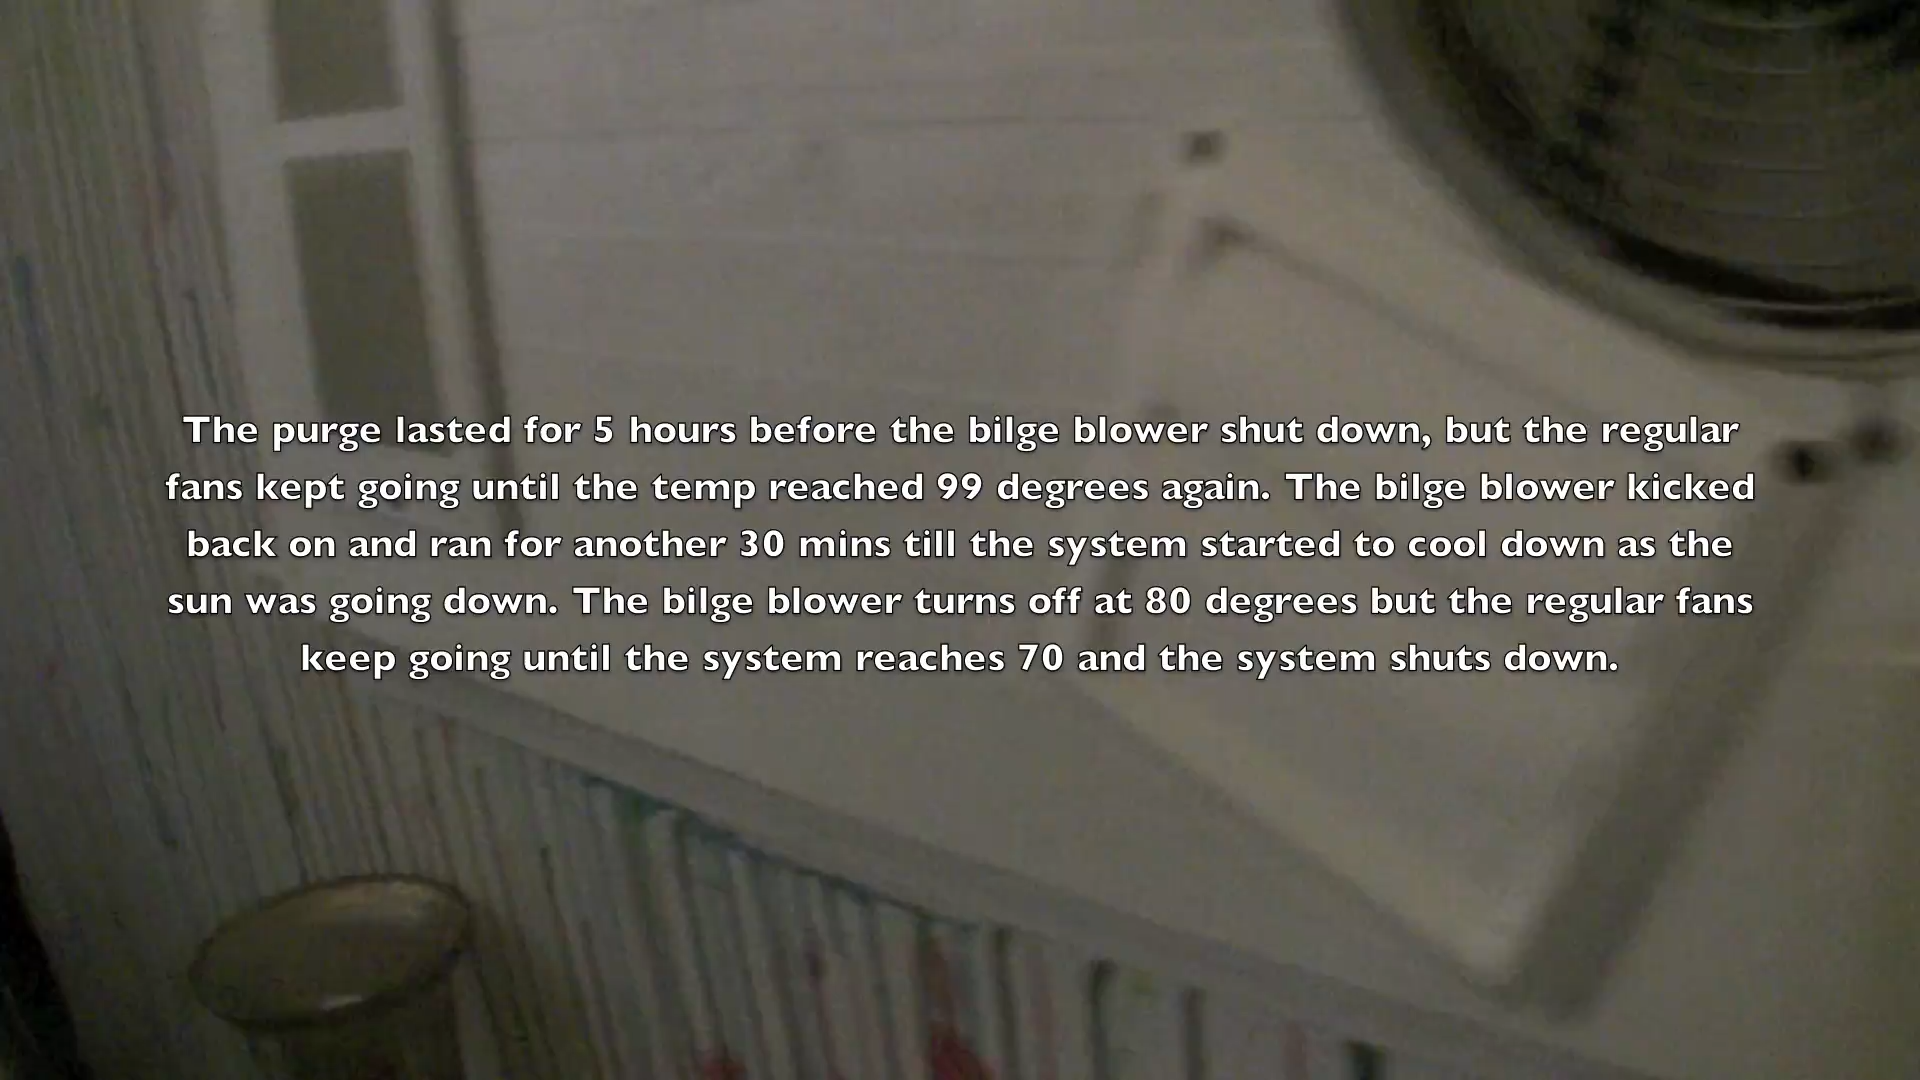 The purge lasted for 5 hours before the bilge blower shut down, but the regular
fans kept going until the temp reached 99 degrees again. The bilge blower kicked
back on and ran for another 30 mins till the system started to cool down as the
sun was going down. The bilge blower turns off at 80 degrees but the regular fans
keep going until the system reaches 70 and the system shuts down.